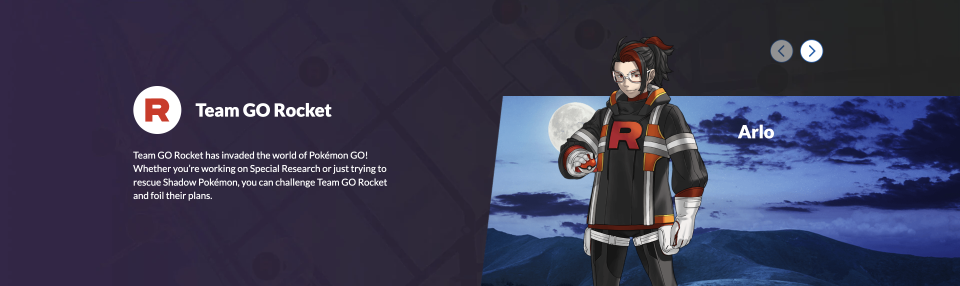 R Team GO Rocket
Team GO Rocket has invaded the world of Pokémon GO!
Whether you're working on Special Research or just trying to
rescue Shadow Pokémon, you can challenge Team GO Rocket
and foil their plans.
Arlo
R